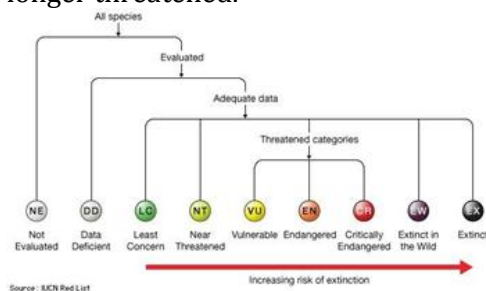 longer threatened.
All species
Evaluated
Adequate data
Threatened categories
NE DD LC NT VU EN CR EW EX
Not Evaluated
Data Deficient
Least Concern
Near Threatened
Vulnerable
Endangered
Critically Endangered
Extinct in the Wild
Extinct
Increasing risk of extinction
Source: IUCN Red List